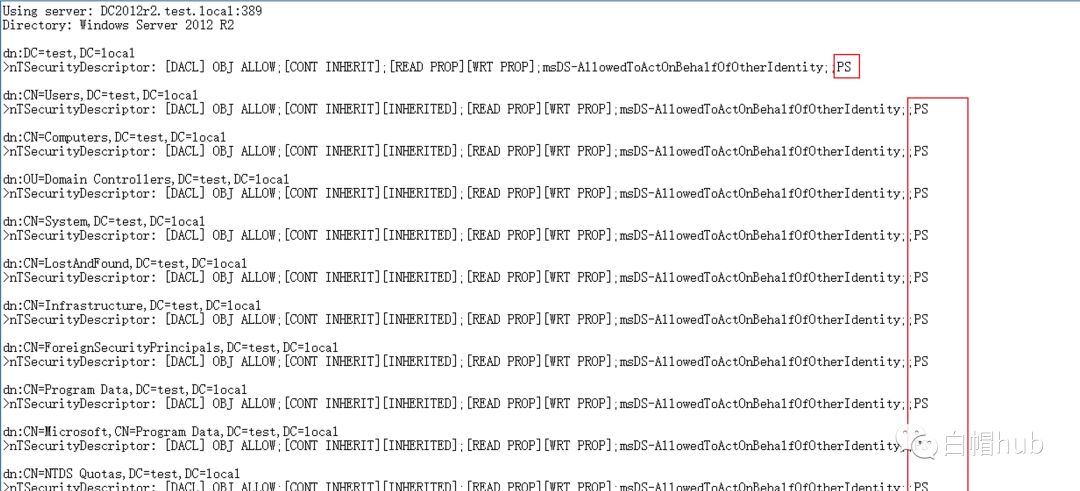 Using server: DC2012r2.test.local:389
Directory: Windows Server 2012 R2
dn:DC=test,DC=local
>nTSecurityDescriptor: [DACL] OBJ ALLOW;[CONT INHERIT];[READ PROP][WRT PROP];msDS-AllowedToActOnBehalfOfOtherIdentity;;PS
dn:CN=Users,DC=test,DC=local
>nTSecurityDescriptor: [DACL] OBJ ALLOW;[CONT INHERIT][INHERITED];[READ PROP][WRT PROP];msDS-AllowedToActOnBehalfOfOtherIdentity;;PS
dn:CN=Computers,DC=test,DC=local
>nTSecurityDescriptor: [DACL] OBJ ALLOW;[CONT INHERIT][INHERITED];[READ PROP][WRT PROP];msDS-AllowedToActOnBehalfOfOtherIdentity;;PS
dn:OU=Domain Controllers,DC=test,DC=local
>nTSecurityDescriptor: [DACL] OBJ ALLOW;[CONT INHERIT][INHERITED];[READ PROP][WRT PROP];msDS-AllowedToActOnBehalfOfOtherIdentity;;PS
dn:CN=System,DC=test,DC=local
>nTSecurityDescriptor: [DACL] OBJ ALLOW;[CONT INHERIT][INHERITED];[READ PROP][WRT PROP];msDS-AllowedToActOnBehalfOfOtherIdentity;;PS
dn:CN=LostAndFound,DC=test,DC=local
>nTSecurityDescriptor: [DACL] OBJ ALLOW;[CONT INHERIT][INHERITED];[READ PROP][WRT PROP];msDS-AllowedToActOnBehalfOfOtherIdentity;;PS
dn:CN=Infrastructure,DC=test,DC=local
>nTSecurityDescriptor: [DACL] OBJ ALLOW;[CONT INHERIT][INHERITED];[READ PROP][WRT PROP];msDS-AllowedToActOnBehalfOfOtherIdentity;;PS
dn:CN=ForeignSecurityPrincipals,DC=test,DC=local
>nTSecurityDescriptor: [DACL] OBJ ALLOW;[CONT INHERIT][INHERITED];[READ PROP][WRT PROP];msDS-AllowedToActOnBehalfOfOtherIdentity;;PS
dn:CN=Program Data,DC=test,DC=local
>nTSecurityDescriptor: [DACL] OBJ ALLOW;[CONT INHERIT][INHERITED];[READ PROP][WRT PROP];msDS-AllowedToActOnBehalfOfOtherIdentity;;PS
dn:CN=Microsoft,CN=Program Data,DC=test,DC=local
>nTSecurityDescriptor: [DACL] OBJ ALLOW;[CONT INHERIT][INHERITED];[READ PROP][WRT PROP];msDS-AllowedToActOnBehalfOfOtherIdentity;
白帽hub
dn:CN=NTDS Quotas,DC=test,DC=local
>nTSecurityDescriptor: [DACL] OBJ ALLOW;[CONT INHERIT][INHERITED];[READ PROP][WRT PROP];msDS-AllowedToActOnBehalfOfOtherIdentity;;PS